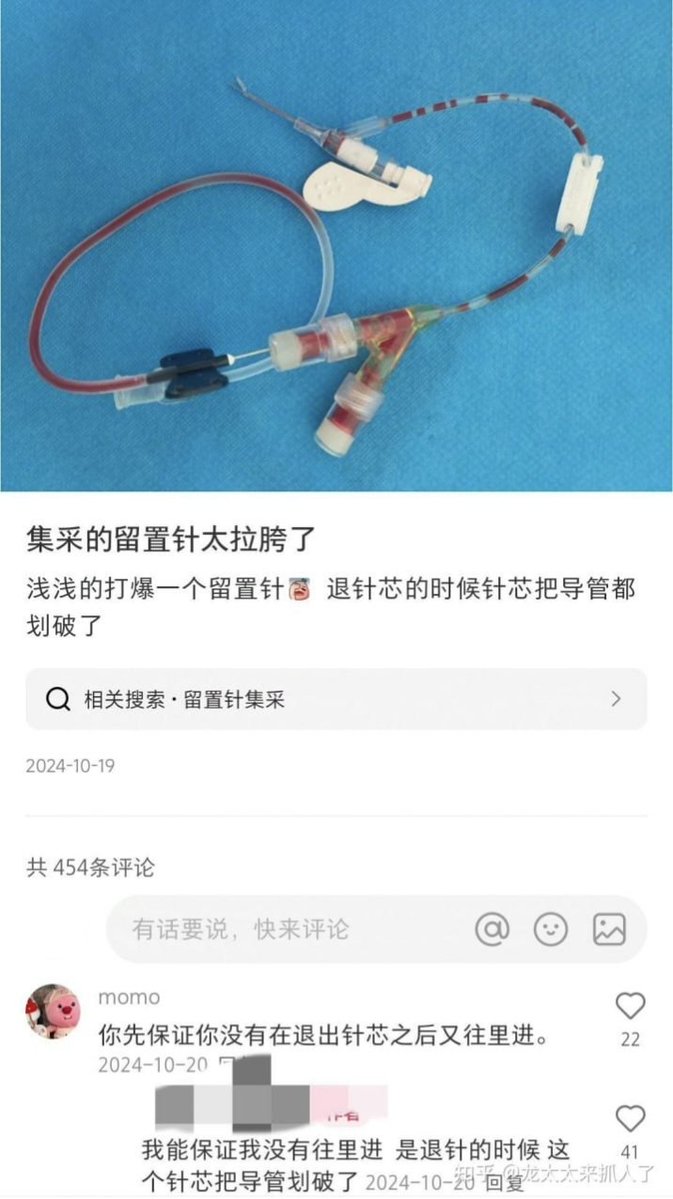 集采的留置针太拉胯了
浅浅的打爆一个留置针 退针芯的时候针芯把导管都
划破了
相关搜索·留置针集采
2024-10-19
共 454条评论
有话要说，快来评论
momo
你先保证你没有在退出针芯之后又往里进。
22
2024-10-20
作者
我能保证我没有往里进 是退针的时候 这
41
个针芯把导管划破了 2024-10-20 回复
知乎 @龙太太来抓人了